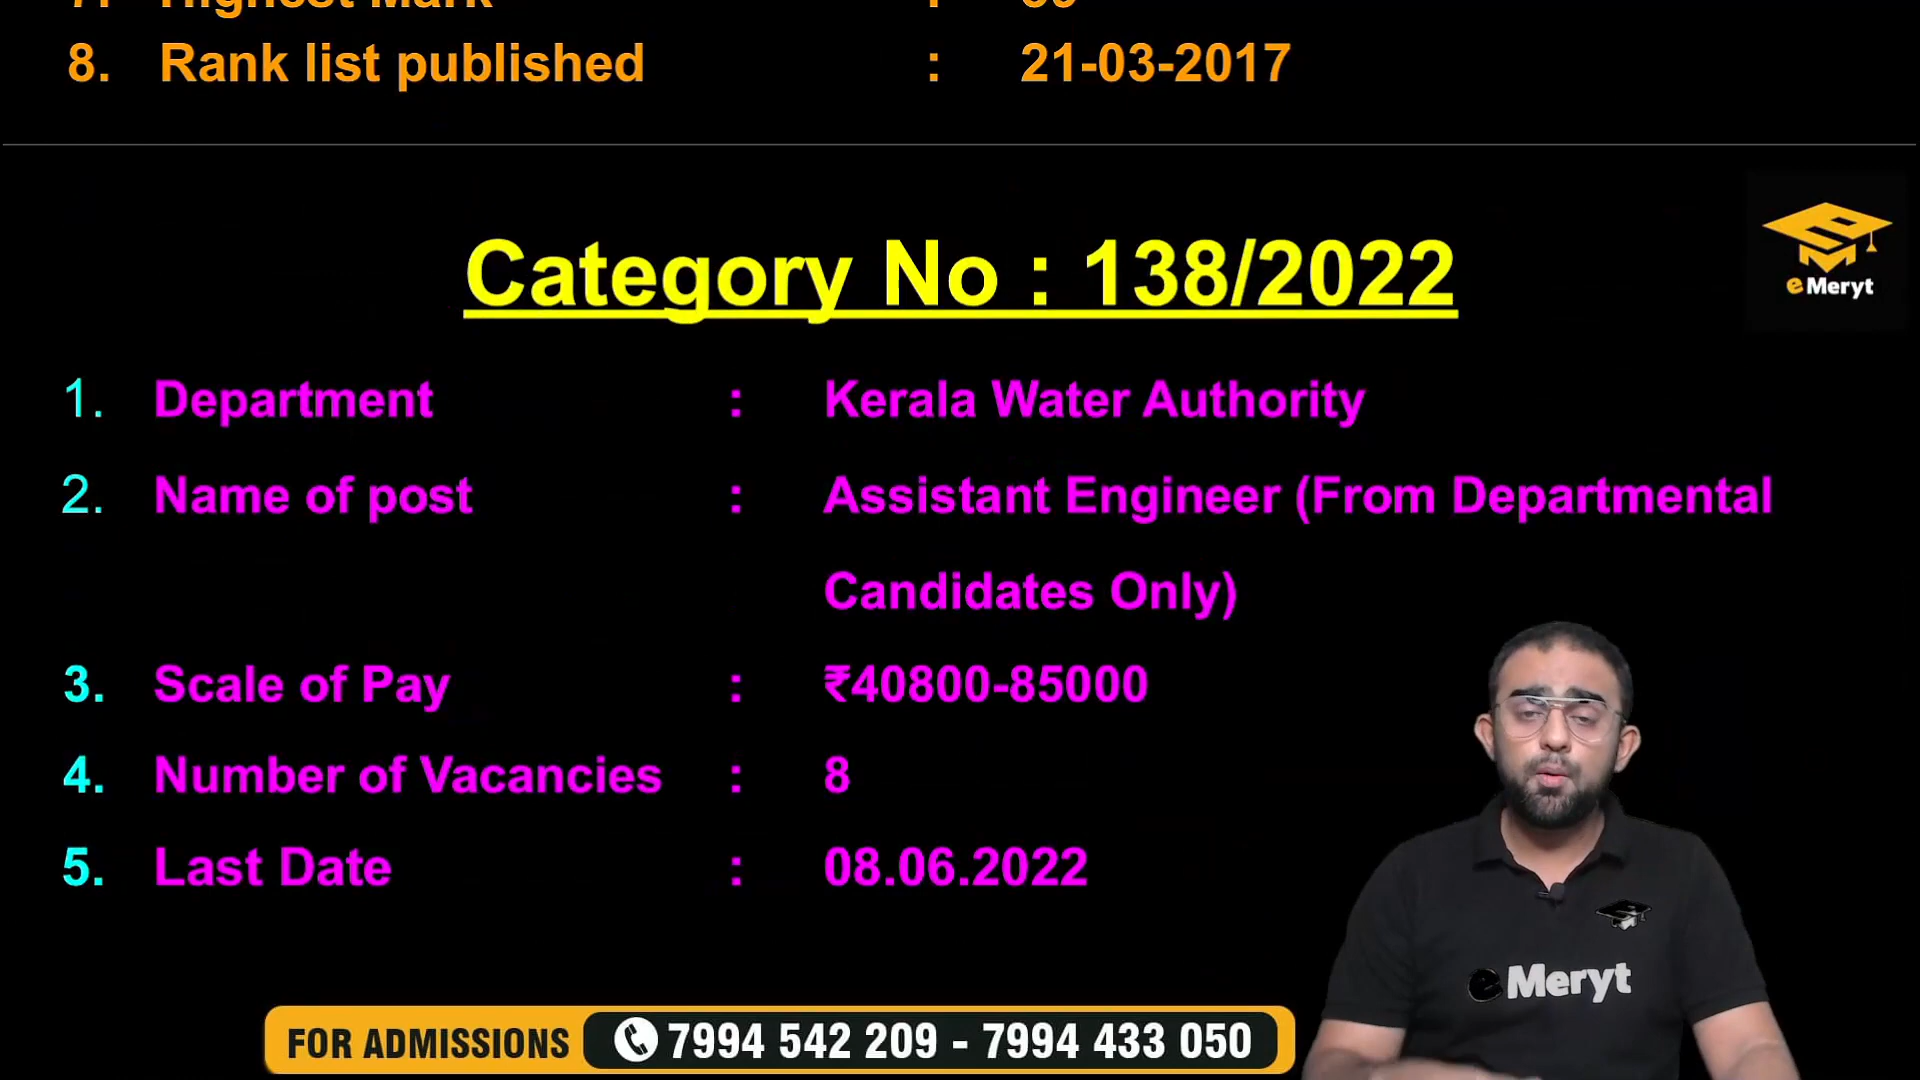 8. Rank list published : 21-03-2017
Category No : 138/2022
eMeryt
1. Department : Kerala Water Authority
2. Name of post : Assistant Engineer (From Departmental
Candidates Only)
3. Scale of Pay : ₹40800-85000
4. Number of Vacancies : 8
5. Last Date : 08.06.2022
eMeryt
FOR ADMISSIONS 7994 542 209 - 7994 433 050